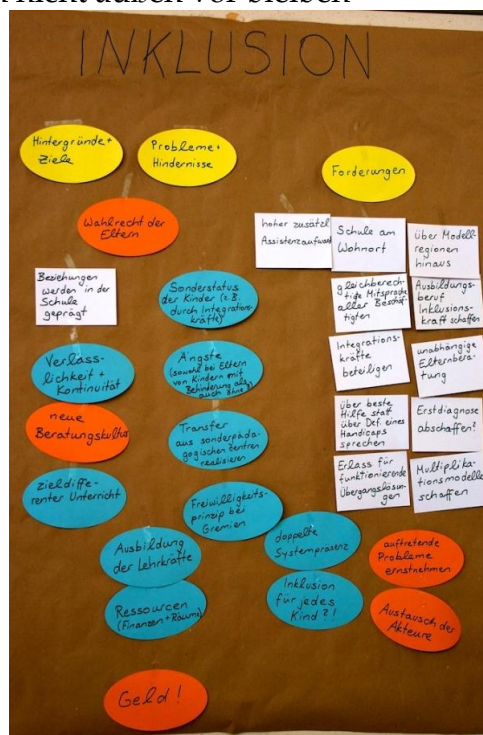 nicht außen vor bleiben
INKLUSION
Hintergründe +
Ziele
Probleme +
Hindernisse
Forderungen
Wahlrecht der
Eltern
hoher zusätzl.
Assistenzaufwand
Schule am
Wohnort
über Modell-
regionen
hinaus
Beziehungen
werden in der
Schule
geprägt
Sonderstatus
der Kinder (z.B.
durch Integrations-
kräfte)
gleichberech-
tigte Mitsprache
aller Beschäf-
tigten
Ausbildungs-
beruf
Inklusions-
kraft schaffen
Verläss-
lichkeit +
Kontinuität
Ängste
(sowohl bei Eltern
von Kindern mit
Behinderung als
auch ohne)
Integrations-
kräfte
beteiligen
unabhängige
Elternbera-
tung
neue
Beratungskultur
Transfer
aus sonderpäda-
gogischen Zentren
realisieren
über beste
Hilfe statt
über Def. eines
Handicaps
sprechen
Erstdiagnose
abschaffen?
zieldiffe-
renter Unterricht
Freiwilligkeits-
prinzip bei
Gremien
Erlass für
funktionierende
Übergangslösun-
gen
Multiplika-
tionsmodelle
schaffen
Ausbildung
der Lehrkräfte
doppelte
Systempräsenz
auftretende
Probleme
ernstnehmen
Ressourcen
(Finanzen + Räume)
Inklusion
für jedes
Kind?!
Austausch der
Akteure
Geld!